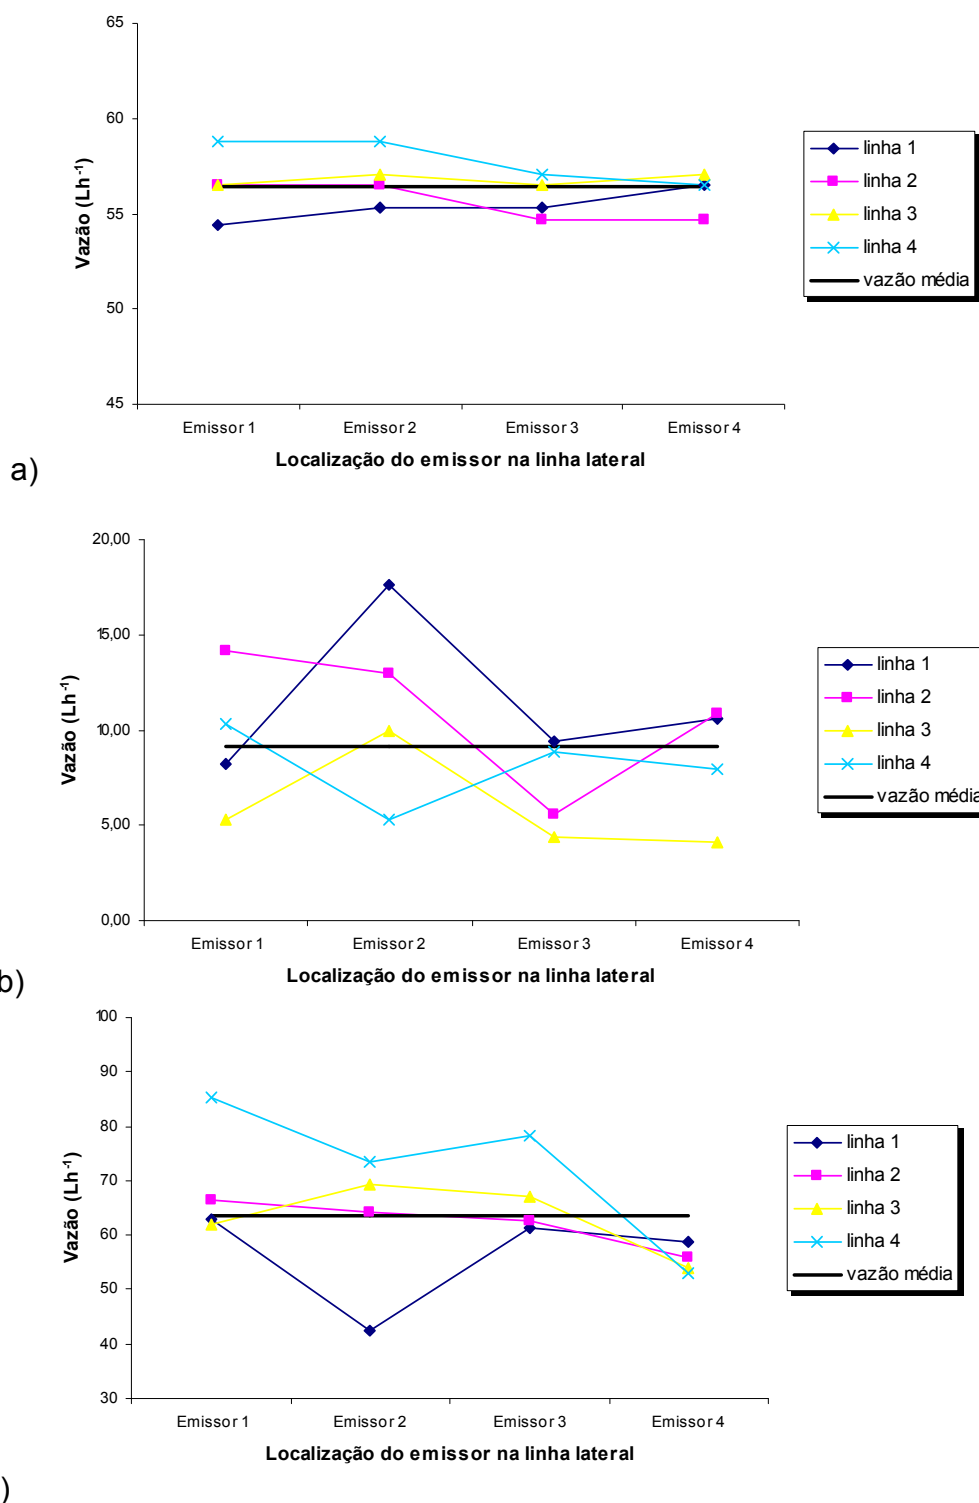 65
60
55
50
45
Vazão (Lh⁻¹)
Emissor 1 Emissor 2 Emissor 3 Emissor 4
Localização do emissor na linha lateral
linha 1
linha 2
linha 3
linha 4
vazão média
a)
20,00
15,00
10,00
5,00
0,00
Vazão (Lh⁻¹)
Emissor 1 Emissor 2 Emissor 3 Emissor 4
Localização do emissor na linha lateral
linha 1
linha 2
linha 3
linha 4
vazão média
b)
100
90
80
70
60
50
40
30
Vazão (Lh⁻¹)
Emissor 1 Emissor 2 Emissor 3 Emissor 4
Localização do emissor na linha lateral
linha 1
linha 2
linha 3
linha 4
vazão média
)